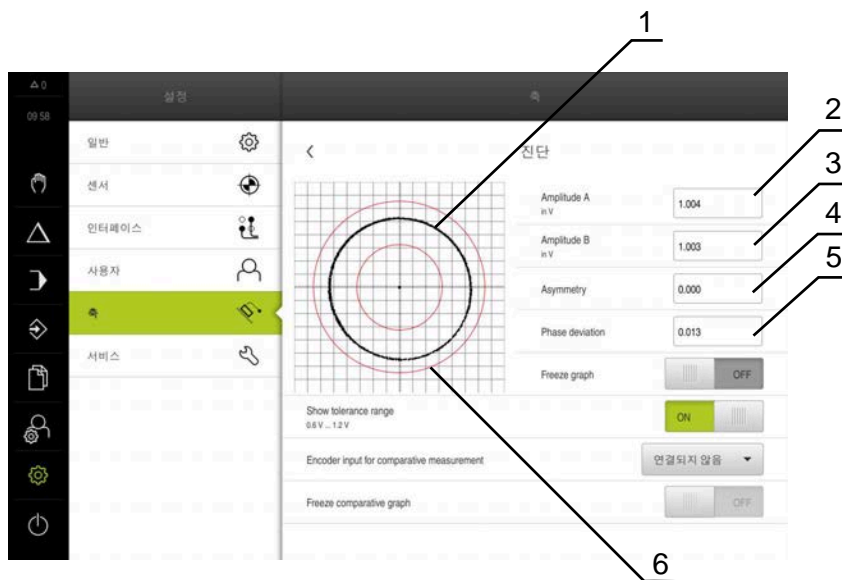 1
0
설정
축
09:58
2
일반
진단
3
센서
Amplitude A
in V
1.004
4
인터페이스
Amplitude B
in V
1.003
5
사용자
Asymmetry
0.000
축
Phase deviation
0.013
서비스
Freeze graph
OFF
Show tolerance range
0.6 V ... 1.2 V
ON
Encoder input for comparative measurement
연결되지 않음
Freeze comparative graph
OFF
6